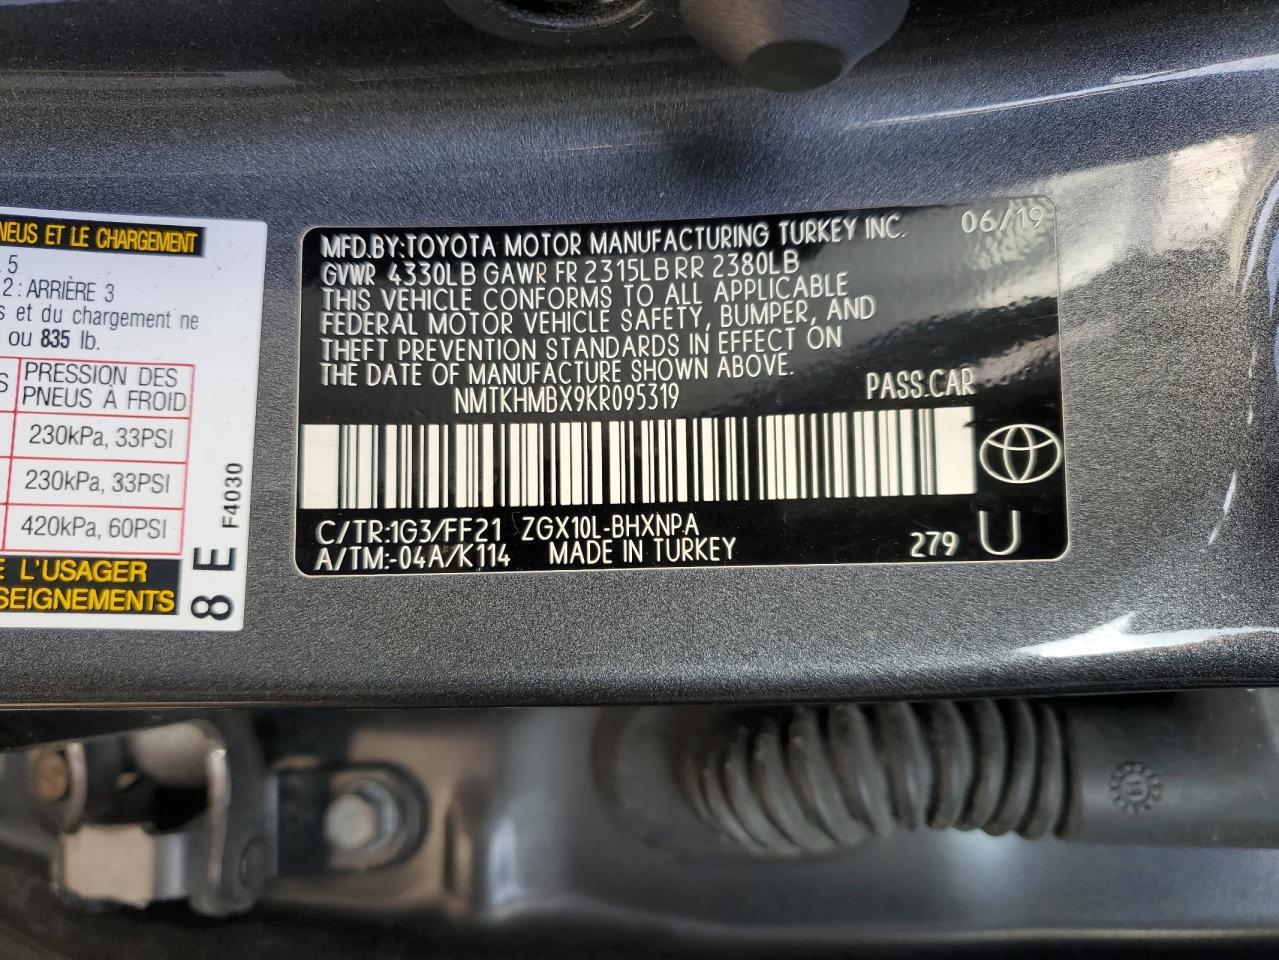 NEUS ET LE CHARGEMENT
5
2: ARRIÈRE 3
s et du chargement ne
ou 835 lb.
PRESSION DES
PNEUS À FROID
230kPa, 33PSI
230kPa, 33PSI
420kPa, 60PSI
E L'USAGER
SEIGNEMENTS
8 E F4030
MFD.BY:TOYOTA MOTOR MANUFACTURING TURKEY INC. 06/19
GVWR 4330LB GAWR FR 2315LB RR 2380LB
THIS VEHICLE CONFORMS TO ALL APPLICABLE
FEDERAL MOTOR VEHICLE SAFETY, BUMPER, AND
THEFT PREVENTION STANDARDS IN EFFECT ON
THE DATE OF MANUFACTURE SHOWN ABOVE.
NMTKHMBX9KR095319 PASS.CAR
C/TR:1G3/FF21 ZGX10L-BHXNPA
A/TM:-04A/K114 MADE IN TURKEY 279 U